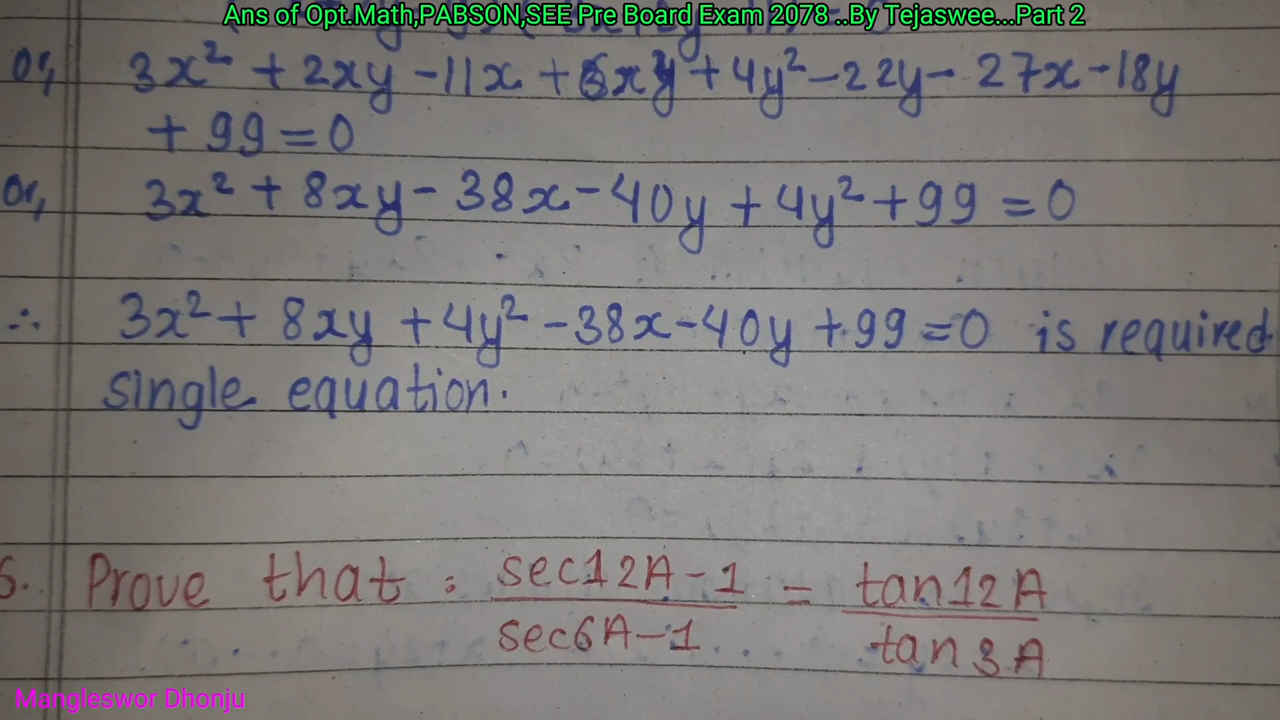 Ans of Opt.Math,PABSON,SEE Pre Board Exam 2078 ..By Tejaswee...Part 2
Or, 3x² + 2xy - 11x + 6xy + 4y² - 22y - 27x - 18y
+ 99 = 0
Or, 3x² + 8xy - 38x - 40y + 4y² + 99 = 0
∴ 3x² + 8xy + 4y² - 38x - 40y + 99 = 0 is required
single equation.
Prove that : sec12A - 1 / sec6A - 1 = tan12A / tan3A
Mangleswor Dhonju